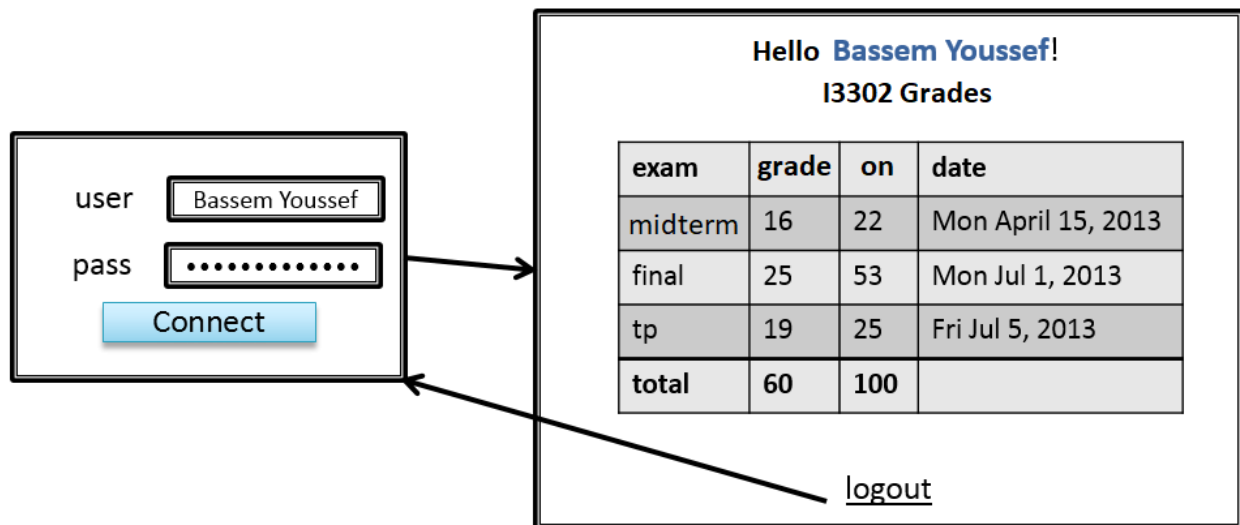 user Bassem Youssef
pass •••••••••••••
Connect
Hello Bassem Youssef!
I3302 Grades
exam grade on date
midterm 16 22 Mon April 15, 2013
final 25 53 Mon Jul 1, 2013
tp 19 25 Fri Jul 5, 2013
total 60 100
logout